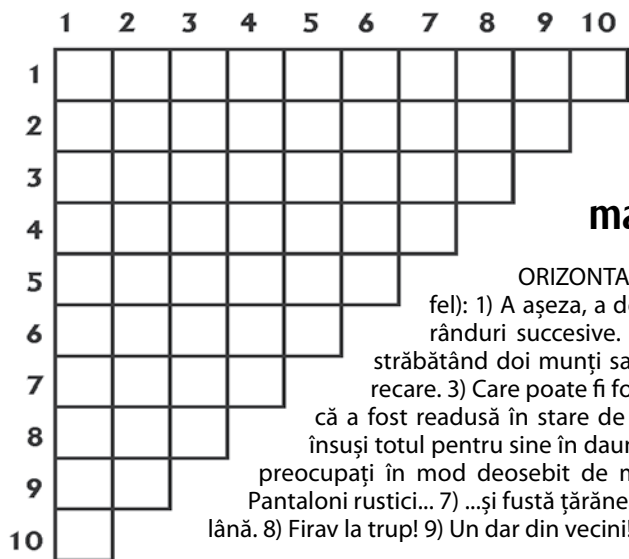 1 2 3 4 5 6 7 8 9 10
1
2
3
4
5
6
7
8
9
10
ma
ORIZONTA
fel): 1) A așeza, a d
rânduri succesive.
străbătând doi munți sa
recare. 3) Care poate fi fo
că a fost readusă în stare de
însuși totul pentru sine în daun
preocupați în mod deosebit de m
Pantaloni rustici... 7) ...și fustă țărăne
lână. 8) Firav la trup! 9) Un dar din vecini!